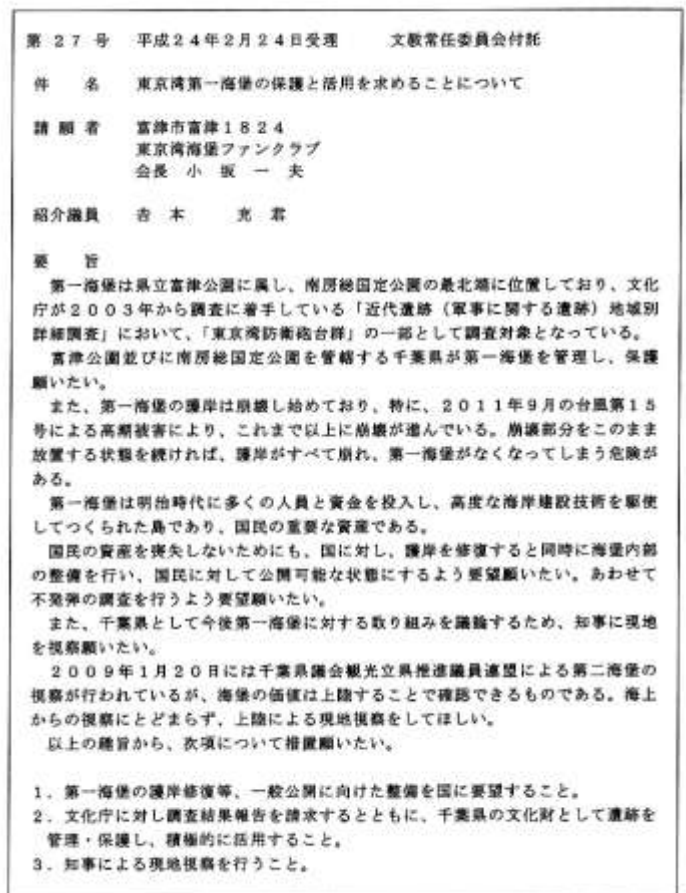 第 27 号　平成24年2月24日受理　文教常任委員会付託
件　名　東京湾第一海堡の保護と活用を求めることについて
請 願 者　富津市富津1824
東京湾海堡ファンクラブ
会長　小　坂　一　夫
紹介議員　吉　本　　充　君
要　旨
第一海堡は県立富津公園に属し、南房総国定公園の最北端に位置しており、文化
庁が2003年から調査に着手している「近代遺跡（軍事に関する遺跡）地域別
詳細調査」において、「東京湾防衛砲台群」の一部として調査対象となっている。
富津公園並びに南房総国定公園を管轄する千葉県が第一海堡を管理し、保護
願いたい。
また、第一海堡の護岸は崩壊し始めており、特に、2011年9月の台風第15
号による高潮被害により、これまで以上に崩壊が進んでいる。崩壊部分をこのまま
放置する状態を続ければ、護岸がすべて崩れ、第一海堡がなくなってしまう危険が
ある。
第一海堡は明治時代に多くの人員と資金を投入し、高度な海岸建設技術を駆使
してつくられた島であり、国民の重要な資産である。
国民の資産を喪失しないためにも、国に対し、護岸を修復すると同時に海堡内部
の整備を行い、国民に対して公開可能な状態にするよう要望願いたい。あわせて
不発弾の調査を行うよう要望願いたい。
また、千葉県として今後第一海堡に対する取り組みを議論するため、知事に現地
を視察願いたい。
2009年1月20日には千葉県議会観光立県推進議員連盟による第二海堡の
視察が行われているが、海堡の価値は上陸することで確認できるものである。海上
からの視察にとどまらず、上陸による現地視察をしてほしい。
以上の趣旨から、次項について措置願いたい。
1．第一海堡の護岸修復等、一般公開に向けた整備を国に要望すること。
2．文化庁に対し調査結果報告を請求するとともに、千葉県の文化財として遺跡を
管理・保護し、積極的に活用すること。
3．知事による現地視察を行うこと。